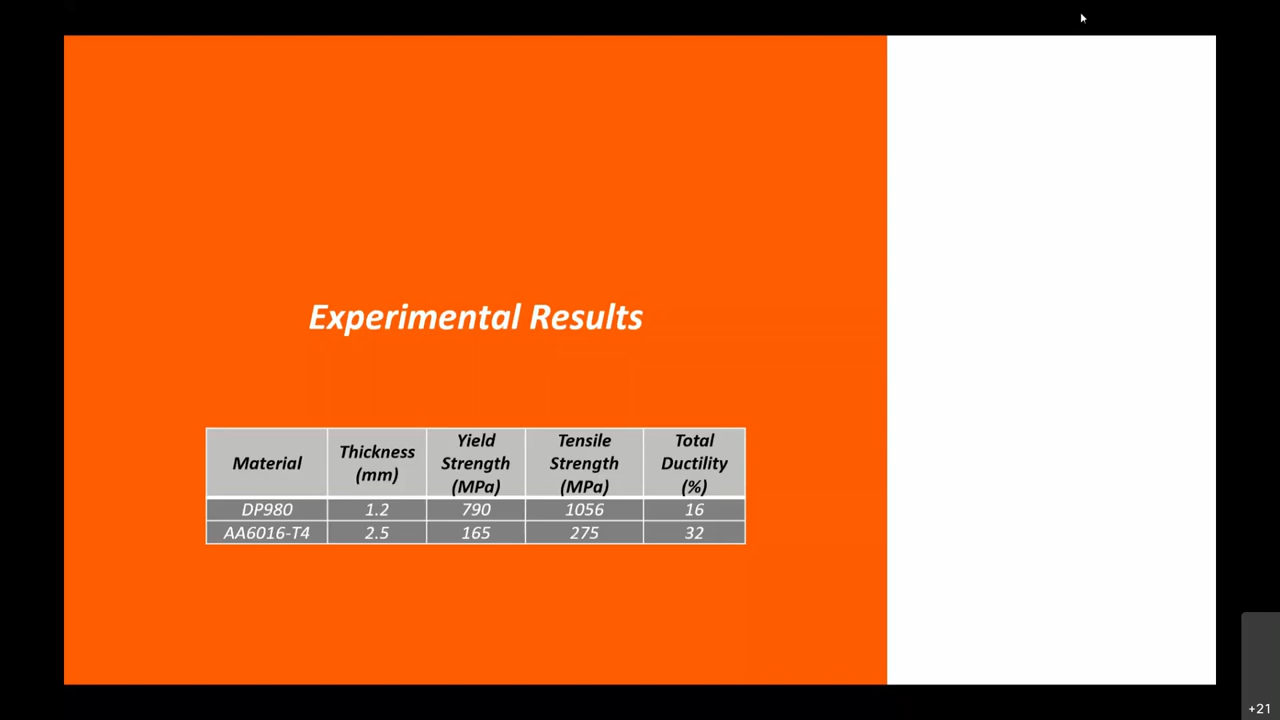 Experimental Results
Material Thickness (mm) Yield Strength (MPa) Tensile Strength (MPa) Total Ductility (%)
DP980 1.2 790 1056 16
AA6016-T4 2.5 165 275 32
+21